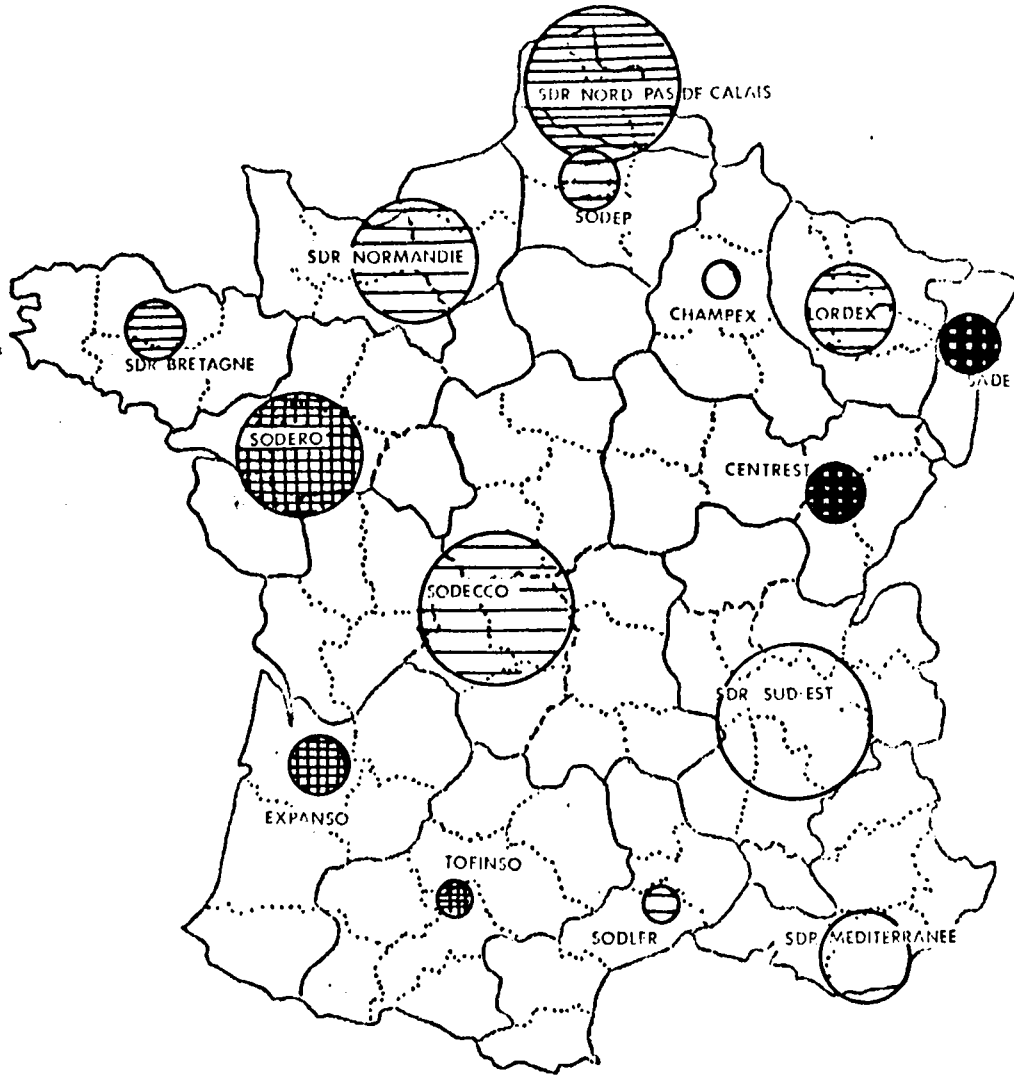 SDR NORD PAS DE CALAIS
SODEP
SDR NORMANDIE
CHAMPEX
LORDEX
SDR BRETAGNE
SADE
SODERO
CENTREST
SODECCO
SDR SUD-EST
EXPANSO
TOFINSO
SODLER
SDR MEDITERRANEE